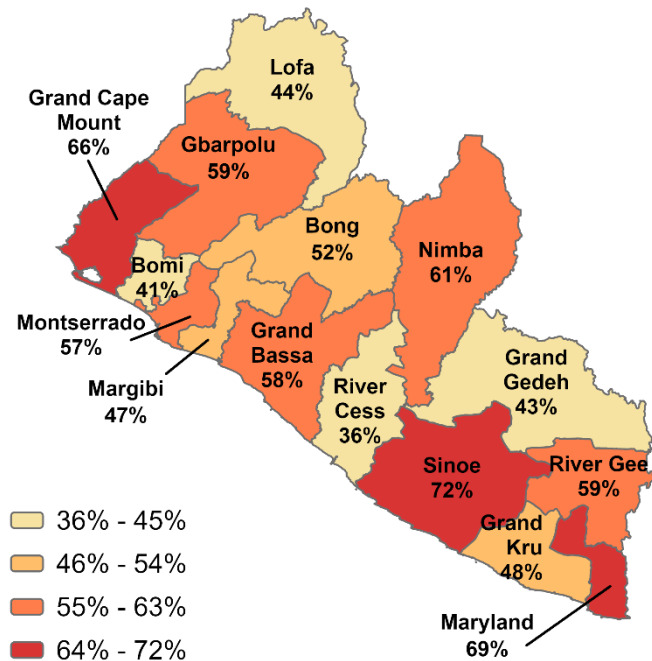 Lofa
44%
Grand Cape
Mount
66%
Gbarpolu
59%
Bong
52%
Nimba
61%
Bomi
41%
Montserrado
57%
Margibi
47%
Grand
Bassa
58%
River
Cess
36%
Grand
Gedeh
43%
Sinoe
72%
River Gee
59%
Grand
Kru
48%
Maryland
69%
36% - 45%
46% - 54%
55% - 63%
64% - 72%